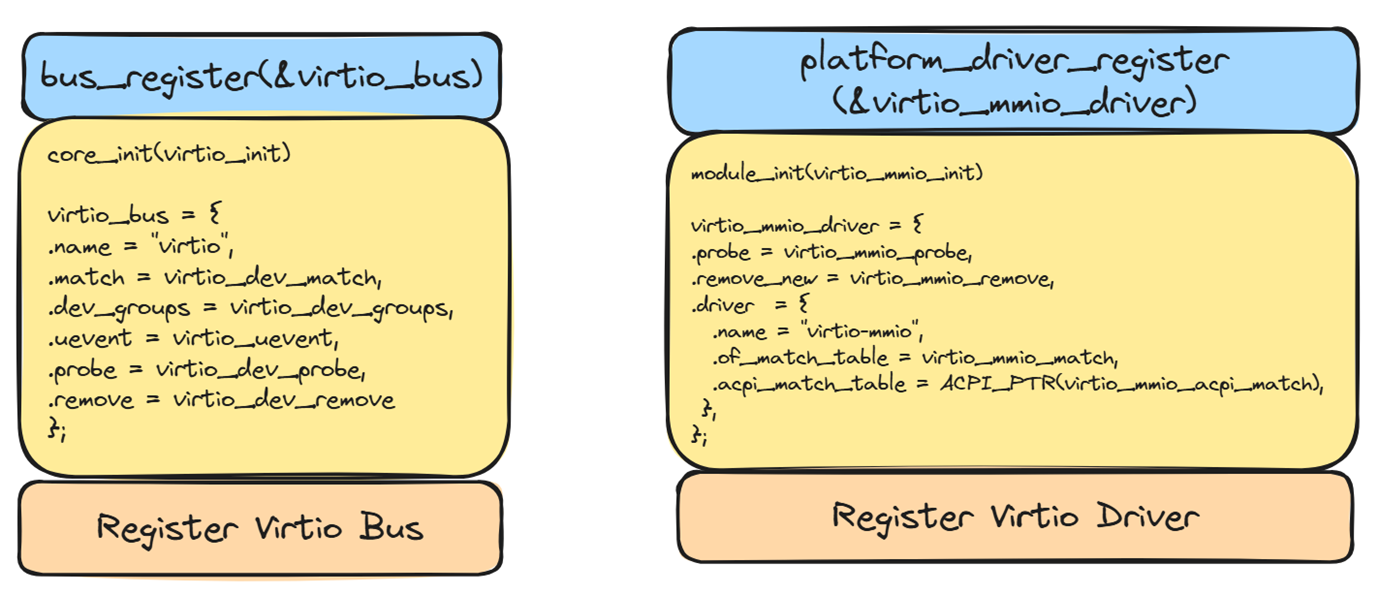 bus_register(&virtio_bus)
core_init(virtio_init)
virtio_bus = {
.name = "virtio",
.match = virtio_dev_match,
.dev_groups = virtio_dev_groups,
.uevent = virtio_uevent,
.probe = virtio_dev_probe,
.remove = virtio_dev_remove
};
Register Virtio Bus
platform_driver_register
(&virtio_mmio_driver)
module_init(virtio_mmio_init)
virtio_mmio_driver = {
.probe = virtio_mmio_probe,
.remove_new = virtio_mmio_remove,
.driver = {
.name = "virtio-mmio",
.of_match_table = virtio_mmio_match,
.acpi_match_table = ACPI_PTR(virtio_mmio_acpi_match),
},
};
Register Virtio Driver